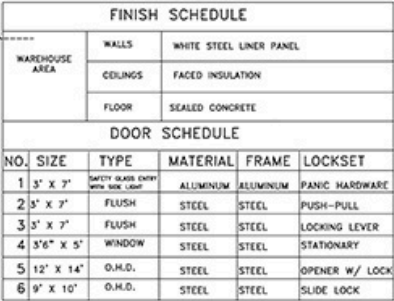 FINISH SCHEDULE
WAREHOUSE AREA WALLS WHITE STEEL LINER PANEL
CEILINGS FACED INSULATION
FLOOR SEALED CONCRETE
DOOR SCHEDULE
NO. SIZE TYPE MATERIAL FRAME LOCKSET
1 3' X 7' SAFETY GLASS ENTRY WITH SIDE LIGHT ALUMINUM ALUMINUM PANIC HARDWARE
2 3' X 7' FLUSH STEEL STEEL PUSH-PULL
3 3' X 7' FLUSH STEEL STEEL LOCKING LEVER
4 3'6" X 5' WINDOW STEEL STEEL STATIONARY
5 12' X 14' O.H.D. STEEL STEEL OPENER W/ LOCK
6 9' X 10' O.H.D. STEEL STEEL SLIDE LOCK